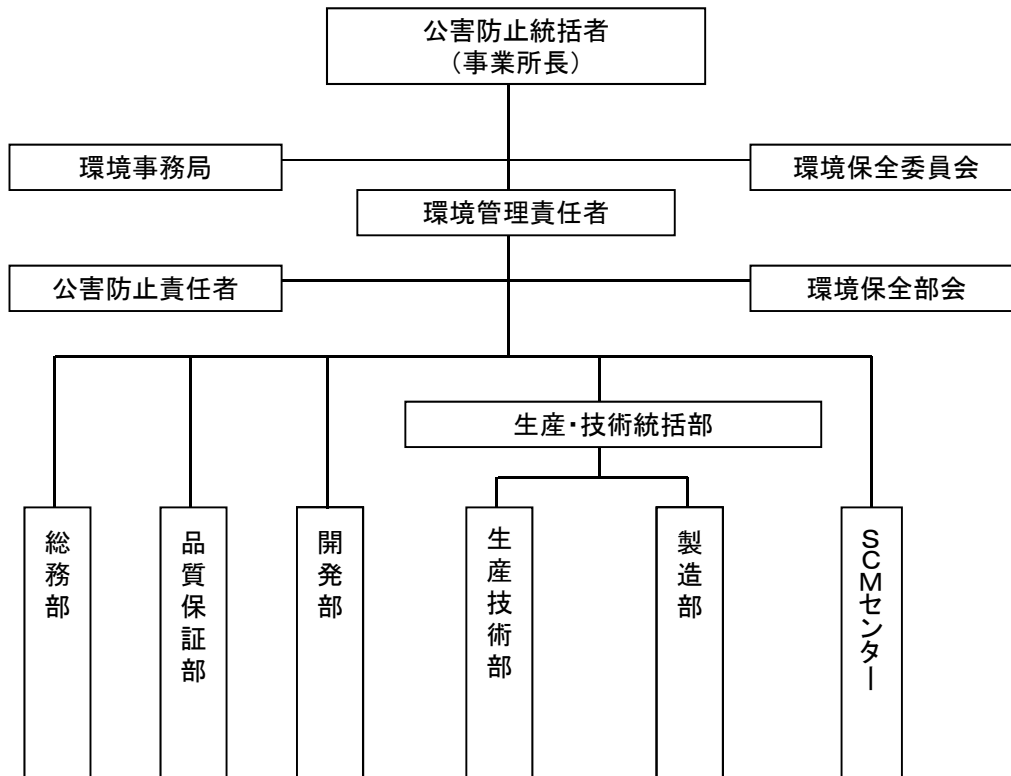 公害防止統括者
(事業所長)
環境事務局
環境保全委員会
環境管理責任者
公害防止責任者
環境保全部会
生産・技術統括部
総務部
品質保証部
開発部
生産技術部
製造部
SCMセンター